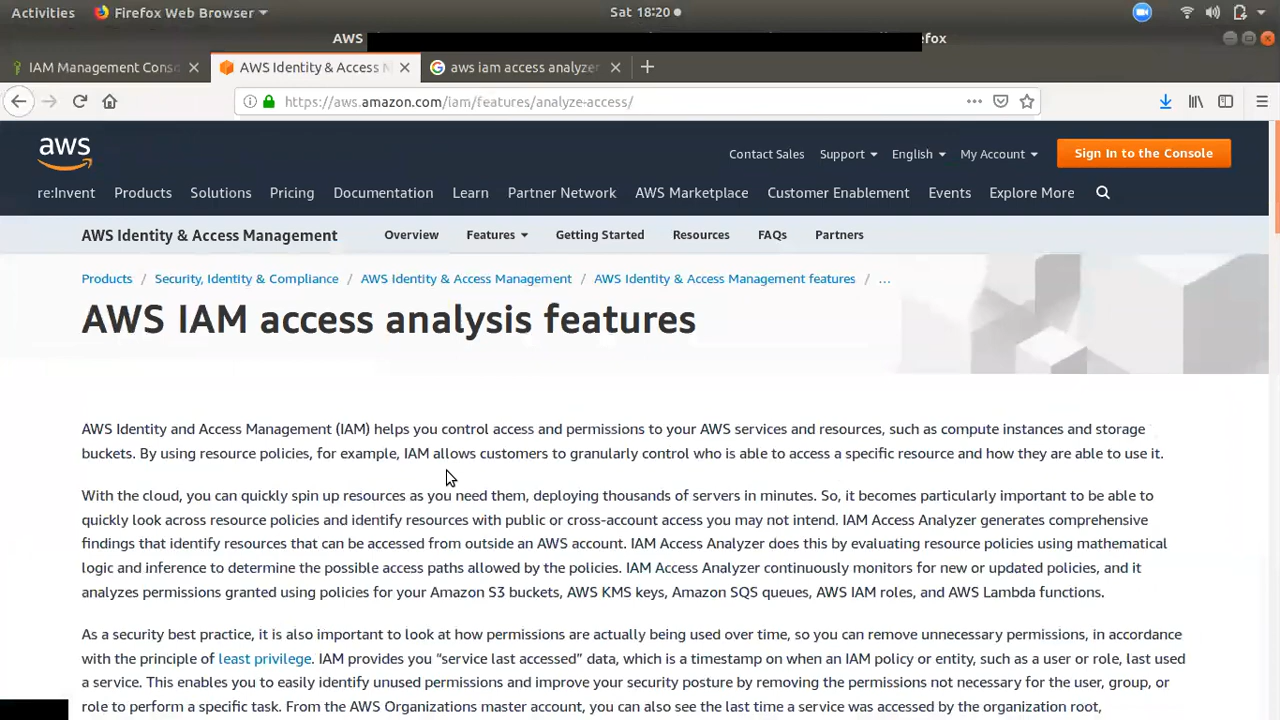 Activities Firefox Web Browser Sat 18:20
AWS efox
IAM Management Cons AWS Identity & Access M aws iam access analyzer
https://aws.amazon.com/iam/features/analyze-access/
aws Contact Sales Support English My Account Sign In to the Console
re:Invent Products Solutions Pricing Documentation Learn Partner Network AWS Marketplace Customer Enablement Events Explore More
AWS Identity & Access Management Overview Features Getting Started Resources FAQs Partners
Products / Security, Identity & Compliance / AWS Identity & Access Management / AWS Identity & Access Management features / ...
AWS IAM access analysis features
AWS Identity and Access Management (IAM) helps you control access and permissions to your AWS services and resources, such as compute instances and storage
buckets. By using resource policies, for example, IAM allows customers to granularly control who is able to access a specific resource and how they are able to use it.
With the cloud, you can quickly spin up resources as you need them, deploying thousands of servers in minutes. So, it becomes particularly important to be able to
quickly look across resource policies and identify resources with public or cross-account access you may not intend. IAM Access Analyzer generates comprehensive
findings that identify resources that can be accessed from outside an AWS account. IAM Access Analyzer does this by evaluating resource policies using mathematical
logic and inference to determine the possible access paths allowed by the policies. IAM Access Analyzer continuously monitors for new or updated policies, and it
analyzes permissions granted using policies for your Amazon S3 buckets, AWS KMS keys, Amazon SQS queues, AWS IAM roles, and AWS Lambda functions.
As a security best practice, it is also important to look at how permissions are actually being used over time, so you can remove unnecessary permissions, in accordance
with the principle of least privilege. IAM provides you “service last accessed” data, which is a timestamp on when an IAM policy or entity, such as a user or role, last used
a service. This enables you to easily identify unused permissions and improve your security posture by removing the permissions not necessary for the user, group, or
role to perform a specific task. From the AWS Organizations master account, you can also see the last time a service was accessed by the organization root,